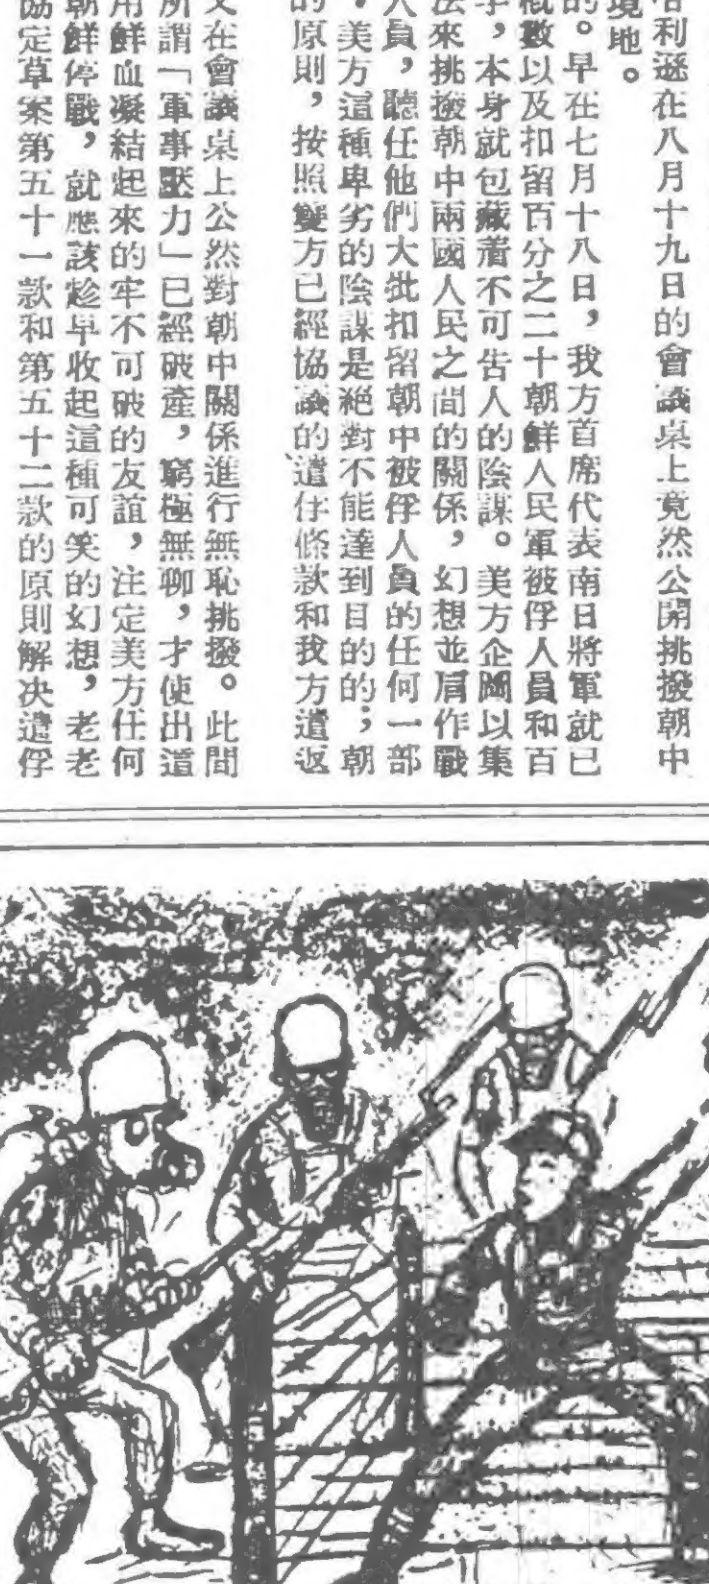 哈利遜在八月十九日的會議桌上竟然公開挑撥朝中
境地。
的。早在七月十八日，我方首席代表南日將軍就已
概數以及扣留百分之二十朝鮮人民軍被俘人員和百
字，本身就包藏着不可告人的陰謀。美方企圖以集
法來挑撥朝中兩國人民之間的關係，幻想並肩作戰
人員，聽任他們大批扣留朝中被俘人員的任何一部
。美方這種卑劣的陰謀是絕對不能達到目的的；朝
的原則，按照雙方已經協議的遣俘條款和我方遣返
又在會議桌上公然對朝中關係進行無恥挑撥。此間
所謂「軍事壓力」已經破產，窮極無聊，才使出這
用鮮血凝結起來的牢不可破的友誼，注定美方任何
朝鮮停戰，就應該趁早收起這種可笑的幻想，老老
協定草案第五十一款和第五十二款的原則解決遣俘